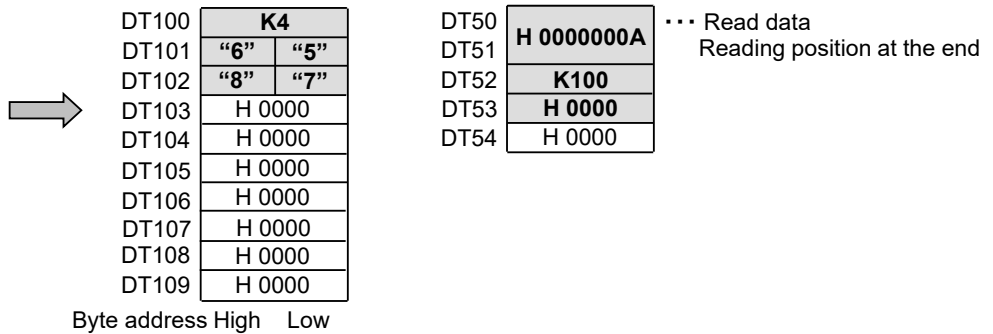 DT100 K4
DT101 “6” “5”
DT102 “8” “7”
DT103 H 0000
DT104 H 0000
DT105 H 0000
DT106 H 0000
DT107 H 0000
DT108 H 0000
DT109 H 0000
Byte address High Low
DT50 H 0000000A ··· Read data
DT51 Reading position at the end
DT52 K100
DT53 H 0000
DT54 H 0000